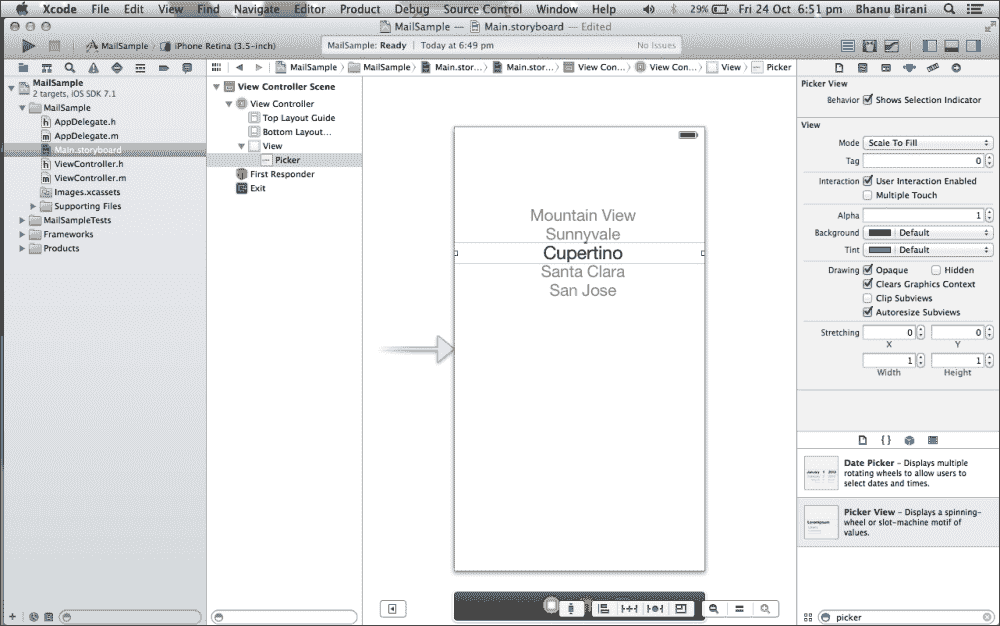 Xcode File Edit View Find Navigate Editor Product Debug Source Control Window Help 29% Fri 24 Oct 6:51 pm Bhanu Birani
MailSample — Main.storyboard — Edited
MailSample iPhone Retina (3.5-inch)
MailSample: Ready Today at 6:49 pm No Issues
MailSample
2 targets, iOS SDK 7.1
MailSample
AppDelegate.h
AppDelegate.m
Main.storyboard
ViewController.h
ViewController.m
Images.xcassets
Supporting Files
MailSampleTests
Frameworks
Products
MailSample MailSample Main.stor... Main.stor... View Con... View Con... View Picker
View Controller Scene
View Controller
Top Layout Guide
Bottom Layout...
View
Picker
First Responder
Exit
Mountain View
Sunnyvale
Cupertino
Santa Clara
San Jose
Picker View
Behavior Shows Selection Indicator
View
Mode Scale To Fill
Tag 0
Interaction User Interaction Enabled
Multiple Touch
Alpha 1
Background Default
Tint Default
Drawing Opaque Hidden
Clears Graphics Context
Clip Subviews
Autoresize Subviews
Stretching 0 0
X Y
1 1
Width Height
{ }
Date Picker - Displays multiple
rotating wheels to allow users to
select dates and times.
Picker View - Displays a spinning-
wheel or slot-machine motif of
values.
picker